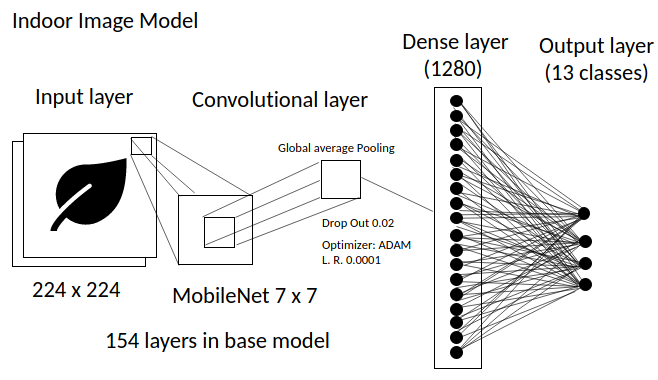 Indoor Image Model
Dense layer
(1280)
Output layer
(13 classes)
Input layer
Convolutional layer
Global average Pooling
Drop Out 0.02
Optimizer: ADAM
L. R. 0.0001
224 x 224
MobileNet 7 x 7
154 layers in base model